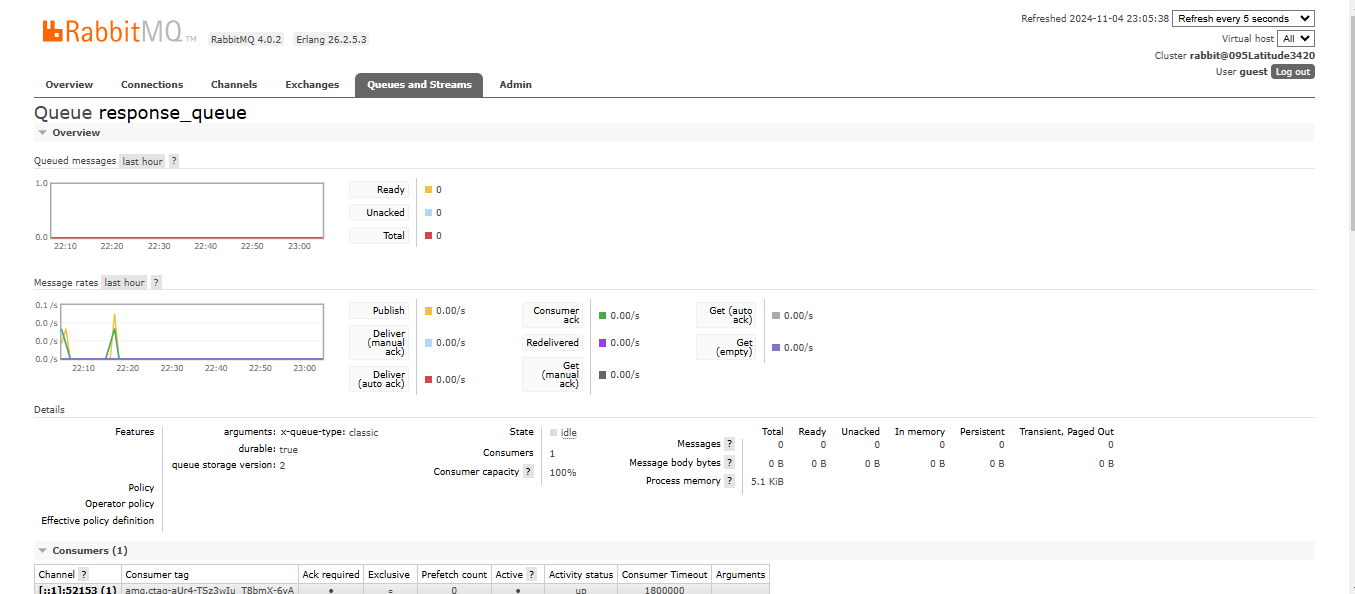 RabbitMQ TM RabbitMQ 4.0.2 Erlang 26.2.5.3
Refreshed 2024-11-04 23:05:38 Refresh every 5 seconds
Virtual host All
Cluster rabbit@095Latitude3420
User guest Log out
Overview Connections Channels Exchanges Queues and Streams Admin
Queue response_queue
Overview
Queued messages last hour ?
1.0
0.0
22:10 22:20 22:30 22:40 22:50 23:00
Ready 0
Unacked 0
Total 0
Message rates last hour ?
0.1 /s
0.0 /s
0.0 /s
0.0 /s
22:10 22:20 22:30 22:40 22:50 23:00
Publish 0.00/s
Deliver
(manual 0.00/s
ack)
Deliver
(auto ack) 0.00/s
Consumer
ack 0.00/s
Redelivered 0.00/s
Get
(manual 0.00/s
ack)
Get (auto
ack) 0.00/s
Get
(empty) 0.00/s
Details
Features arguments: x-queue-type: classic
durable: true
queue storage version: 2
Policy
Operator policy
Effective policy definition
State idle
Consumers 1
Consumer capacity ? 100%
Total Ready Unacked In memory Persistent Transient, Paged Out
Messages ? 0 0 0 0 0 0
Message body bytes ? 0 B 0 B 0 B 0 B 0 B 0 B
Process memory ? 5.1 KiB
Consumers (1)
Channel ? Consumer tag Ack required Exclusive Prefetch count Active ? Activity status Consumer Timeout Arguments
[::1]:52153 (1) amq.ctag-aUr4-TSz3wIu_T8bmX-6vA ● ○ 0 ● up 1800000